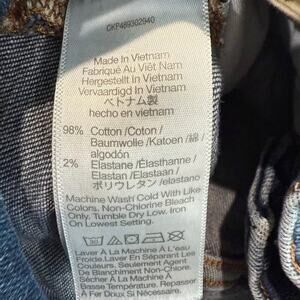 CKP489302940
Made In Vietnam
Fabriqué Au Viêt Nam
Hergestellt In Vietnam
Vervaardigd In Vietnam
ベトナム製
hecho en vietnam
98% Cotton /Coton /
Baumwolle /Katoen /綿 /
algodón
2% Elastane /Élasthanne /
Elastan /Elastaan /
ポリウレタン /elastano
Machine Wash Cold With Like
Colors. Non-Chlorine Bleach
Only, Tumble Dry Low. Iron
On Lowest Setting.
Laver À La Machine À L'eau
Froide.Laver En Séparant Les
Couleurs. Seulement Agent
De Blanchiment Non-Chloré.
Séchage À La Machine À
Basse Température. Repasser
À Fer Doux Si Nécessaire.